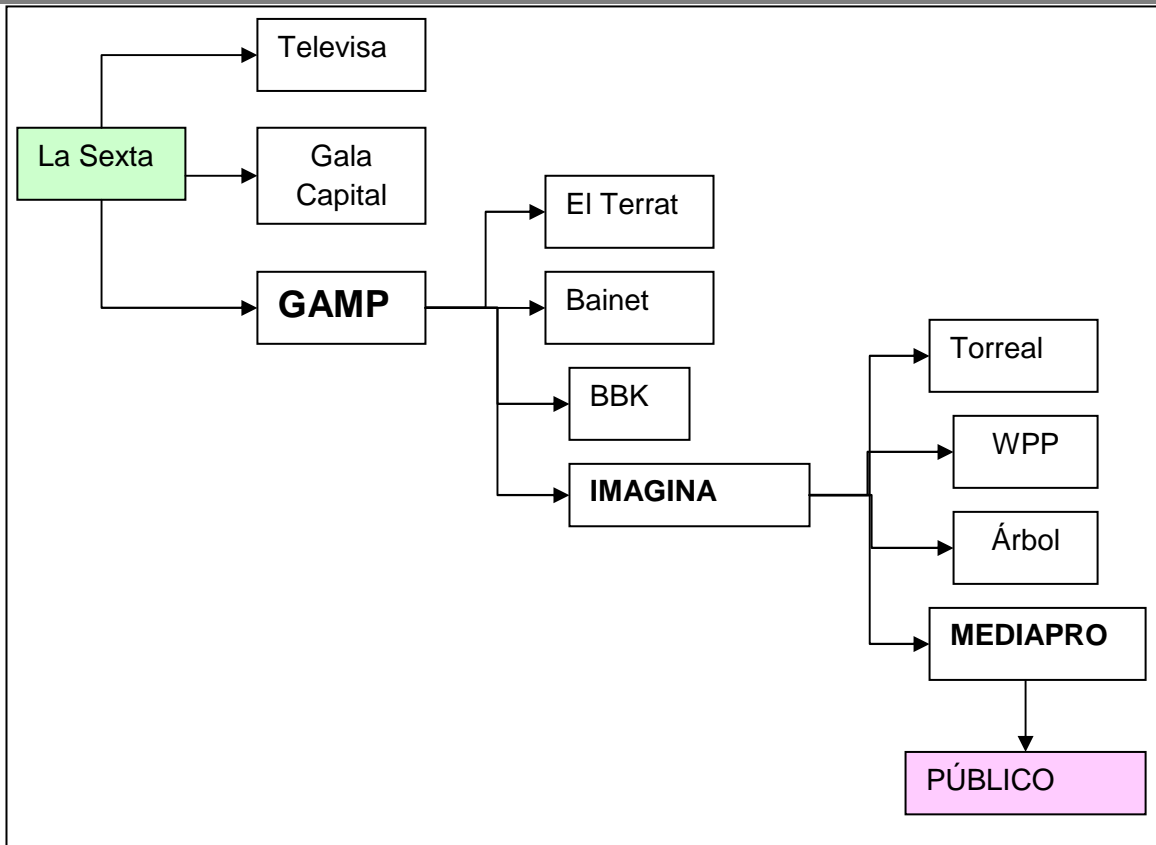 Televisa
La Sexta
Gala
Capital
El Terrat
GAMP
Bainet
Torreal
BBK
WPP
IMAGINA
Árbol
MEDIAPRO
PÚBLICO